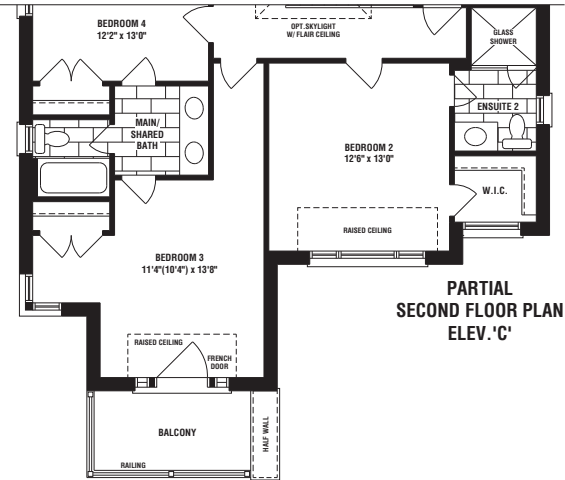 BEDROOM 4
12'2" x 13'0"
OPT.SKYLIGHT
W/ FLAIR CEILING
GLASS
SHOWER
ENSUITE 2
MAIN/
SHARED
BATH
BEDROOM 2
12'6" x 13'0"
W.I.C.
RAISED CEILING
BEDROOM 3
11'4"(10'4") x 13'8"
PARTIAL
SECOND FLOOR PLAN
ELEV.'C'
RAISED CEILING
FRENCH
DOOR
BALCONY
HALF WALL
RAILING